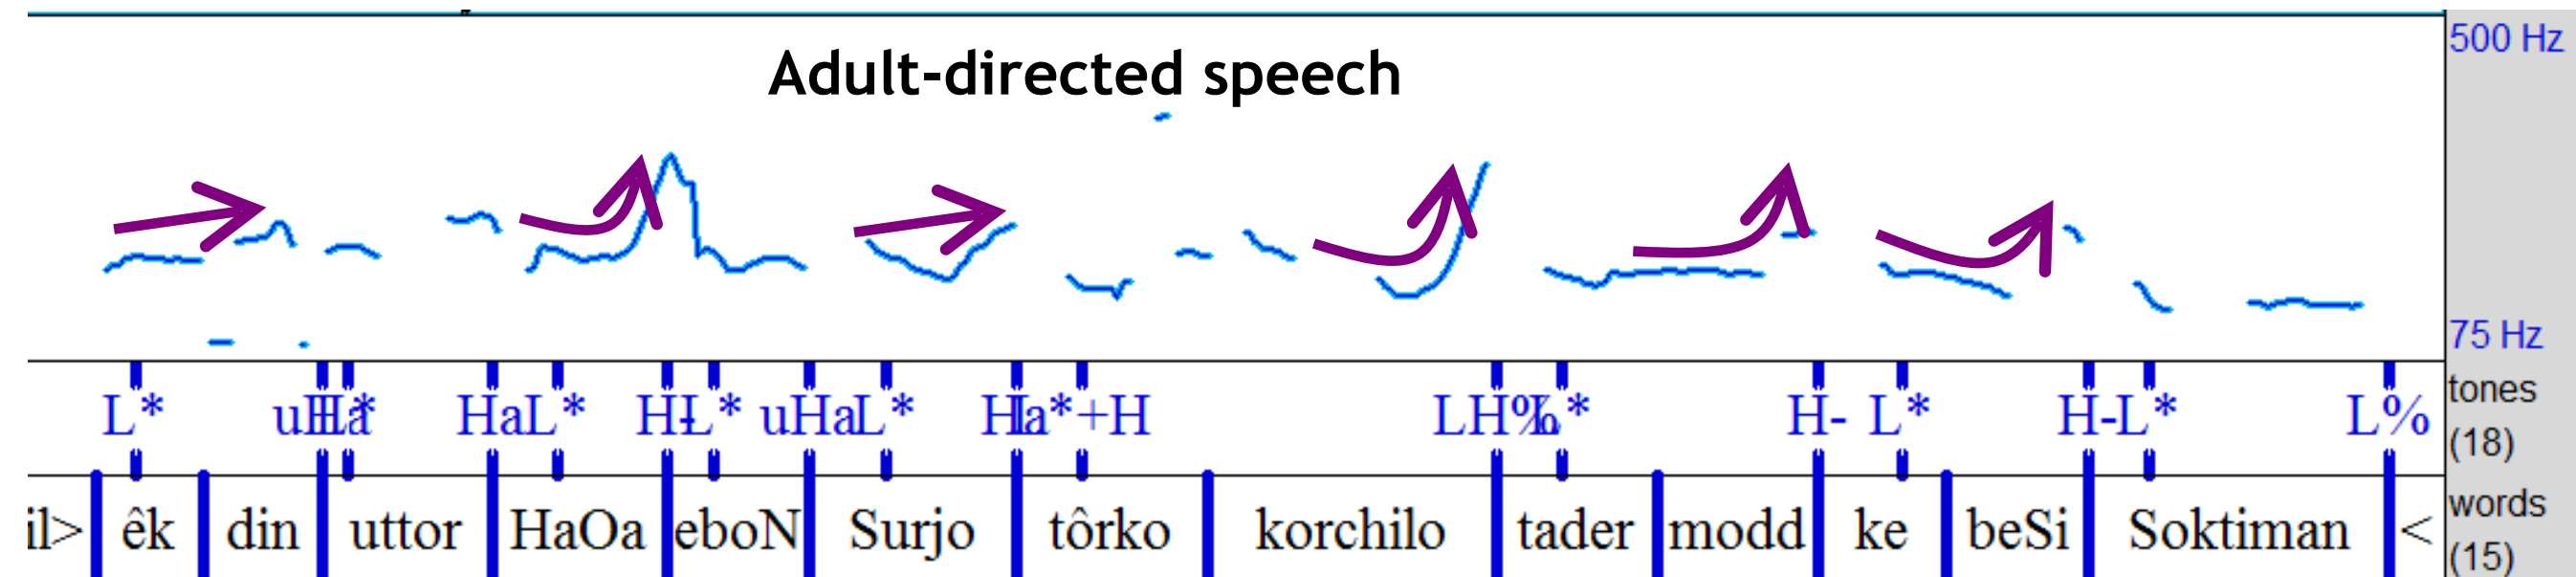 500 Hz
Adult-directed speech
75 Hz
L* HaL* L* uHaL* +H H- L* H-L* L% tones
(18)
il> êk din uttor HaOa eboN Surjo tôrko korchilo tader modd ke beSi Soktiman < words
(15)